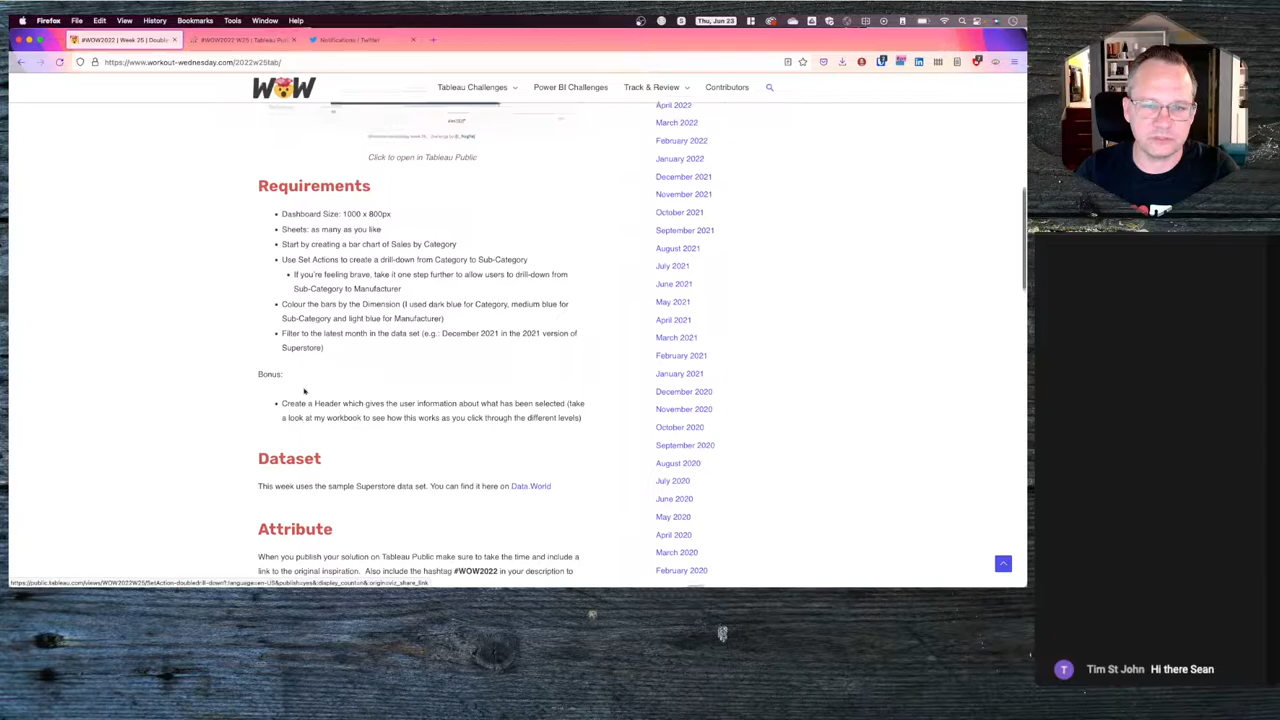 Firefox File Edit View History Bookmarks Tools Window Help
Thu, Jun 23
#WOW2022 | Week 25 | Double
#WOW2022 W25 | Tableau Pu
Notifications / Twitter
https://www.workout-wednesday.com/2022w25tab/
WOW
Tableau Challenges
Power BI Challenges
Track & Review
Contributors
Click to open in Tableau Public
Requirements
• Dashboard Size: 1000 x 800px
• Sheets: as many as you like
• Start by creating a bar chart of Sales by Category
• Use Set Actions to create a drill-down from Category to Sub-Category
• If you're feeling brave, take it one step further to allow users to drill-down from
Sub-Category to Manufacturer
• Colour the bars by the Dimension (I used dark blue for Category, medium blue for
Sub-Category and light blue for Manufacturer)
• Filter to the latest month in the data set (e.g.: December 2021 in the 2021 version of
Superstore)
Bonus:
• Create a Header which gives the user information about what has been selected (take
a look at my workbook to see how this works as you click through the different levels)
Dataset
This week uses the sample Superstore data set. You can find it here on Data.World
Attribute
When you publish your solution on Tableau Public make sure to take the time and include a
link to the original inspiration. Also include the hashtag #WOW2022 in your description to
April 2022
March 2022
February 2022
January 2022
December 2021
November 2021
October 2021
September 2021
August 2021
July 2021
June 2021
May 2021
April 2021
March 2021
February 2021
January 2021
December 2020
November 2020
October 2020
September 2020
August 2020
July 2020
June 2020
May 2020
April 2020
March 2020
February 2020
T Tim St John Hi there Sean